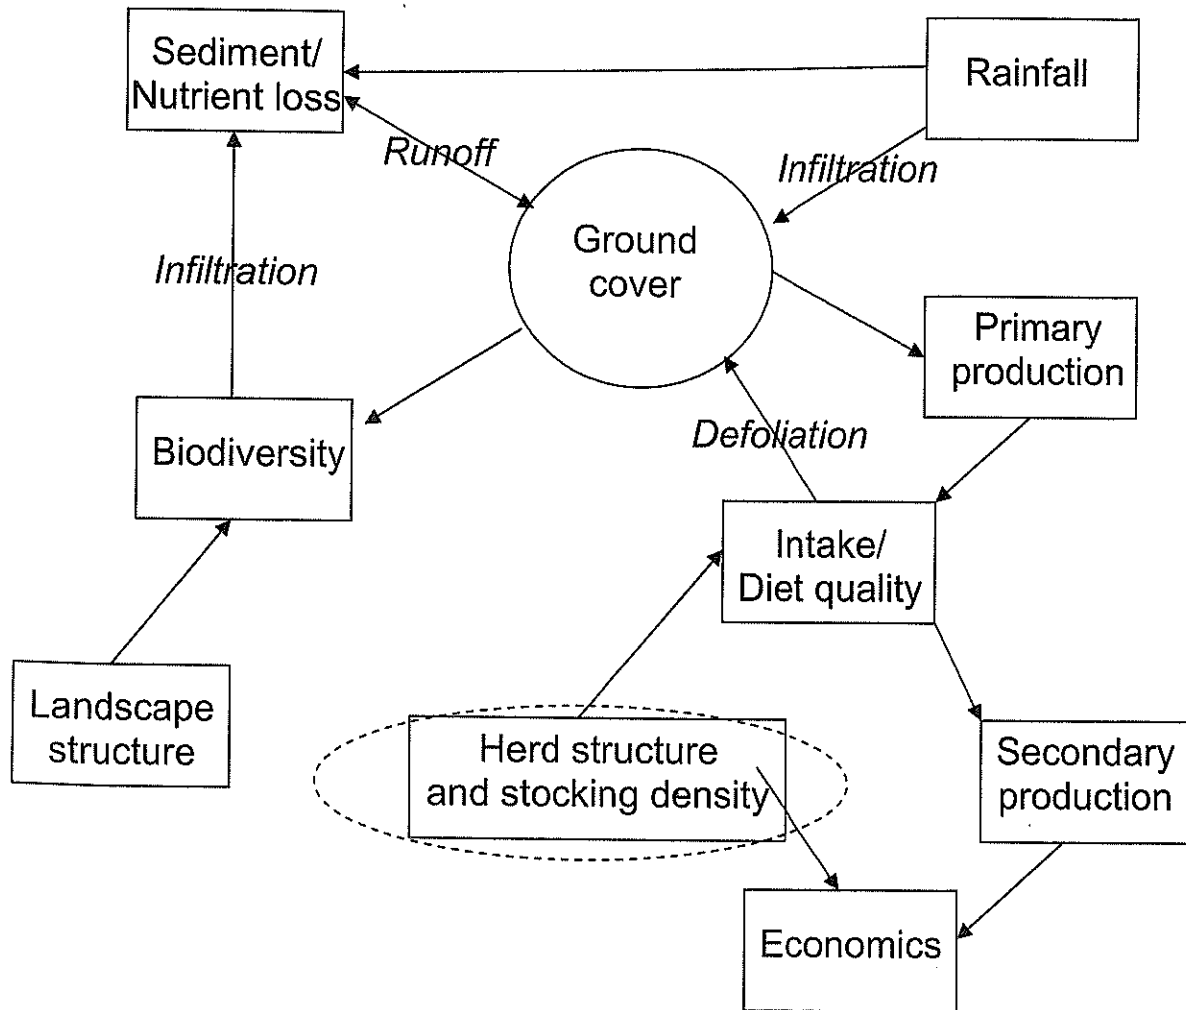 Sediment/
Nutrient loss
Rainfall
Runoff
Infiltration
Ground
cover
Infiltration
Primary
production
Defoliation
Biodiversity
Intake/
Diet quality
Landscape
structure
Herd structure
and stocking density
Secondary
production
Economics